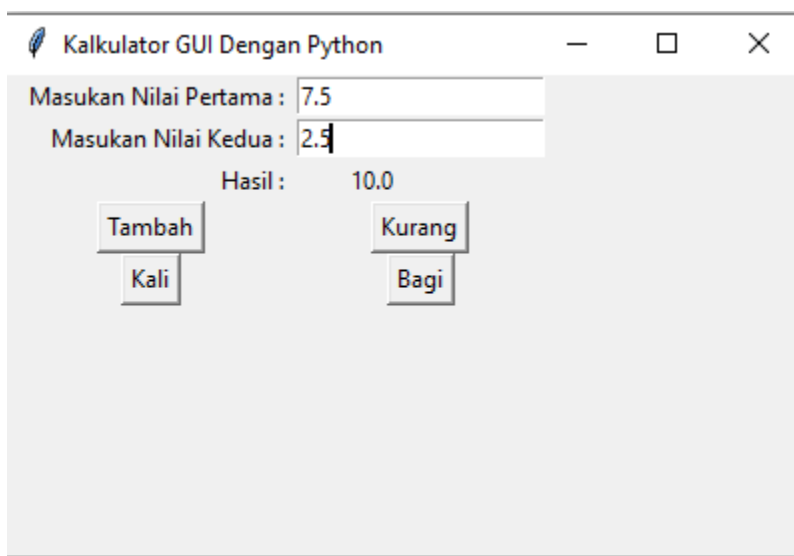 Kalkulator GUI Dengan Python
Masukan Nilai Pertama : 7.5
Masukan Nilai Kedua : 2.5
Hasil : 10.0
Tambah Kurang
Kali Bagi